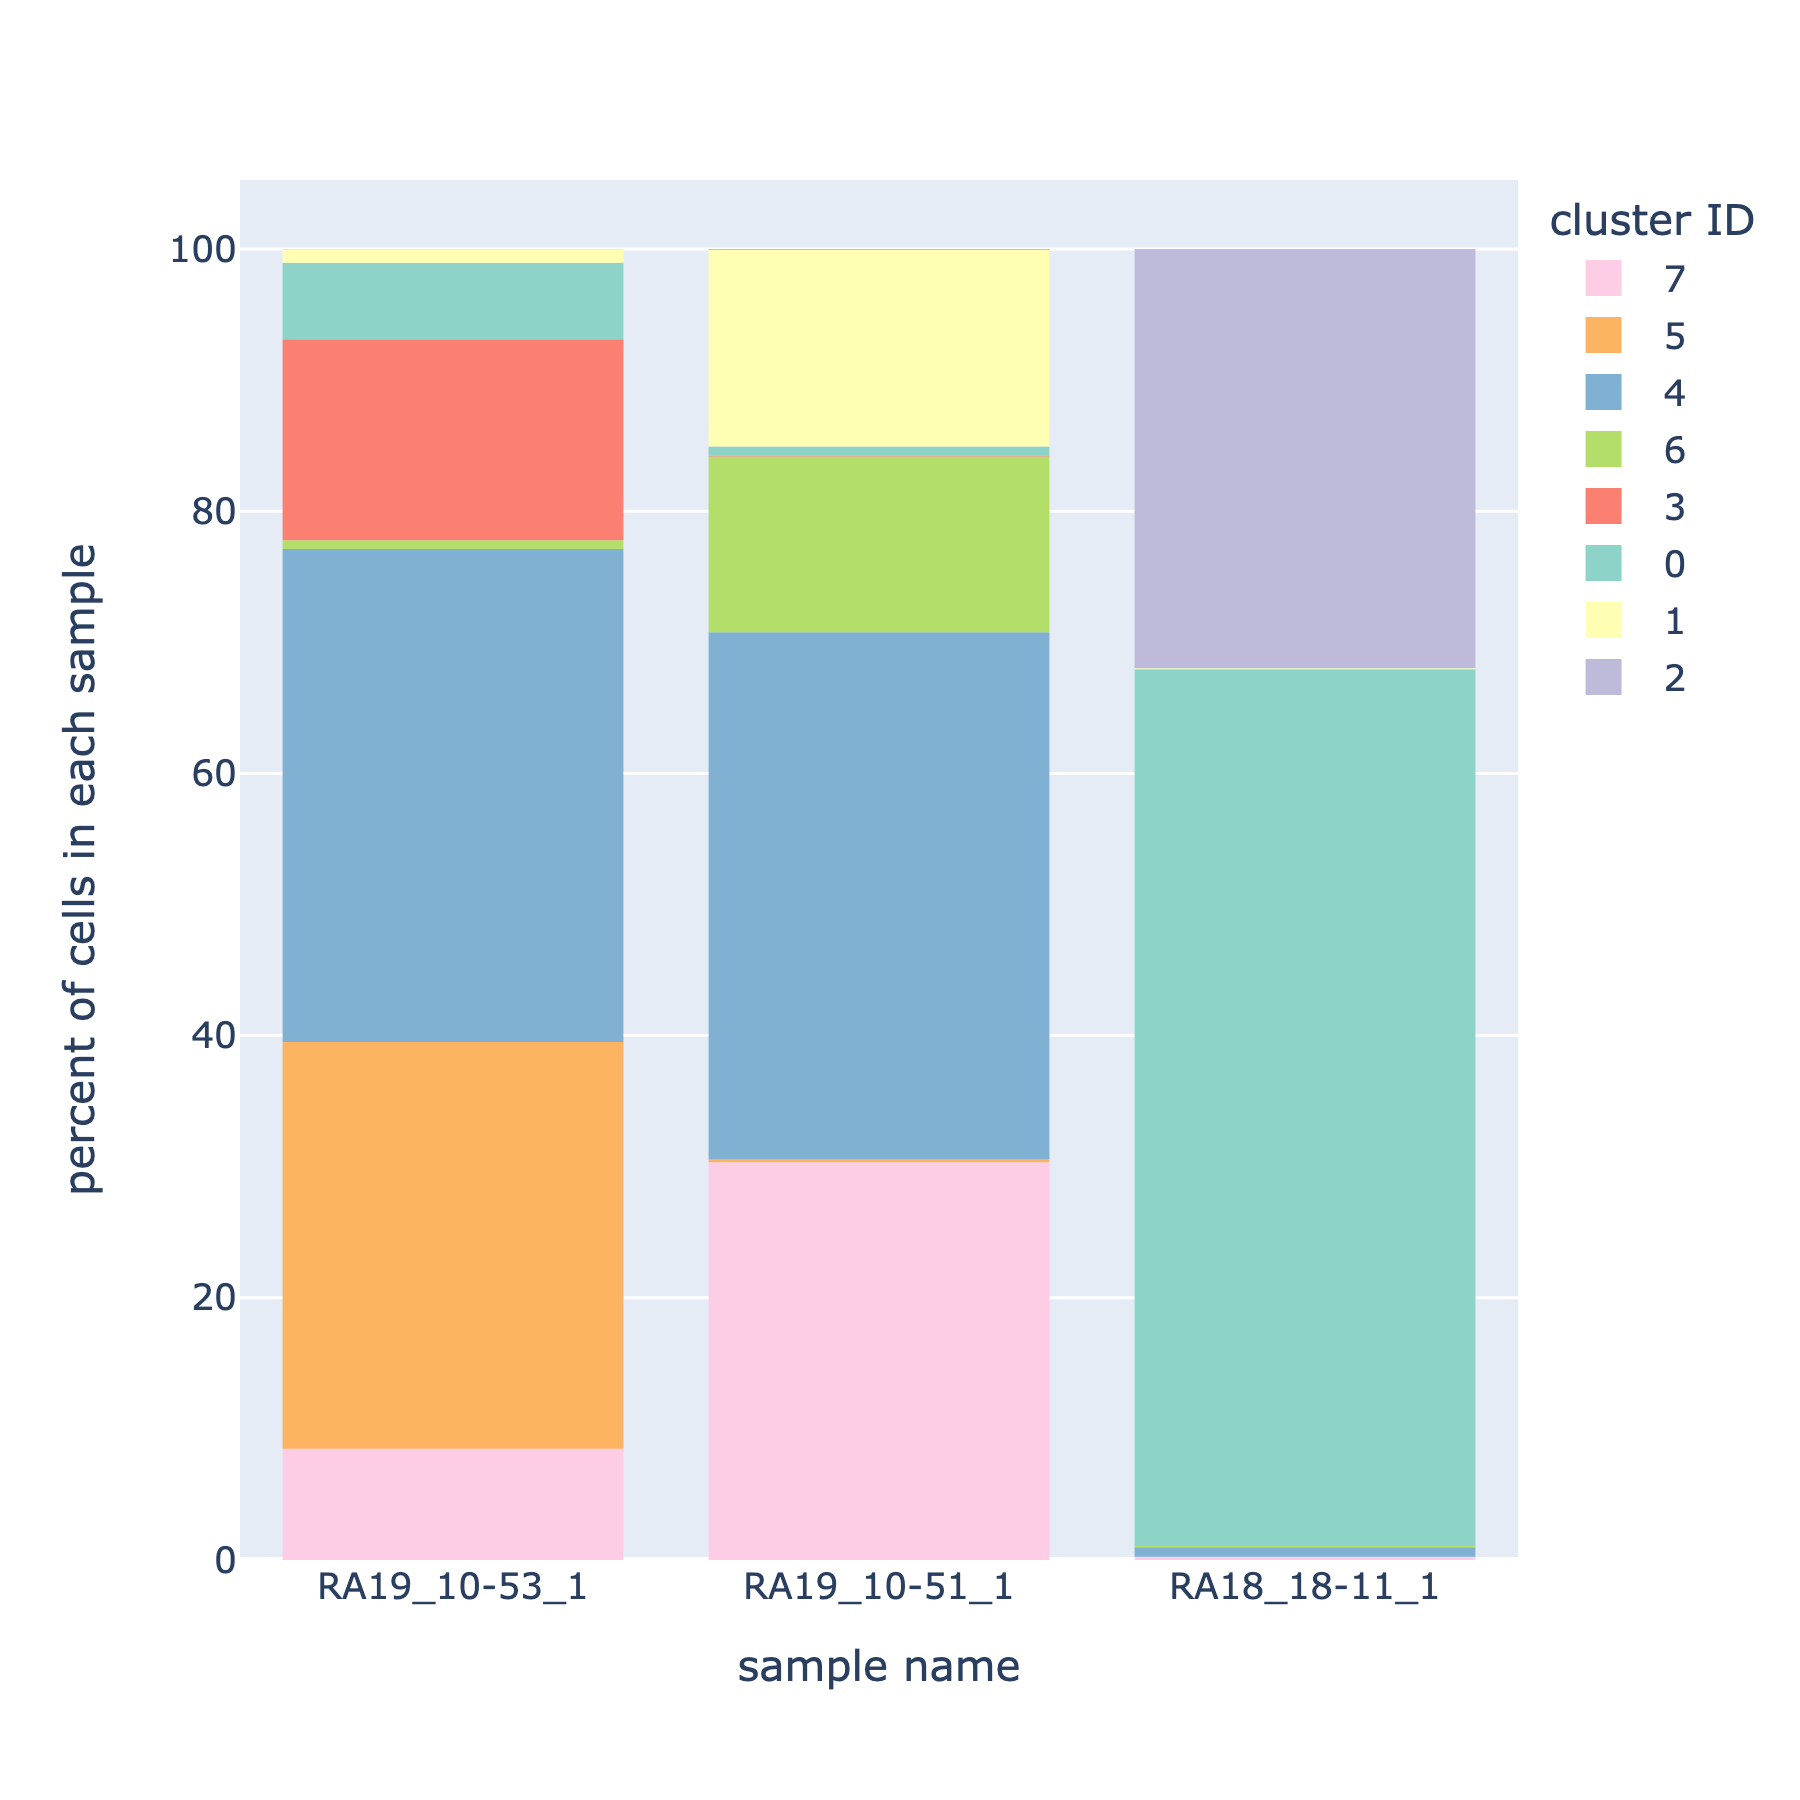 cluster ID
7
5
4
6
3
0
1
2
percent of cells in each sample
100
80
60
40
20
0
RA19_10-53_1
RA19_10-51_1
RA18_18-11_1
sample name